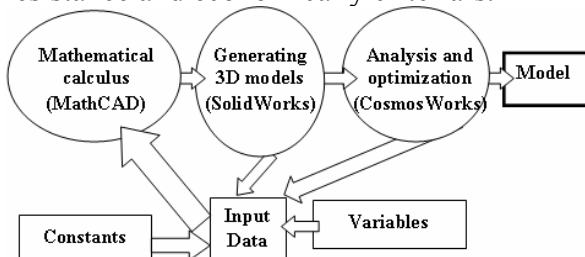 Mathematical
calculus
(MathCAD)
Generating
3D models
(SolidWorks)
Analysis and
optimization
(CosmosWorks)
Model
Input
Data
Variables
Constants